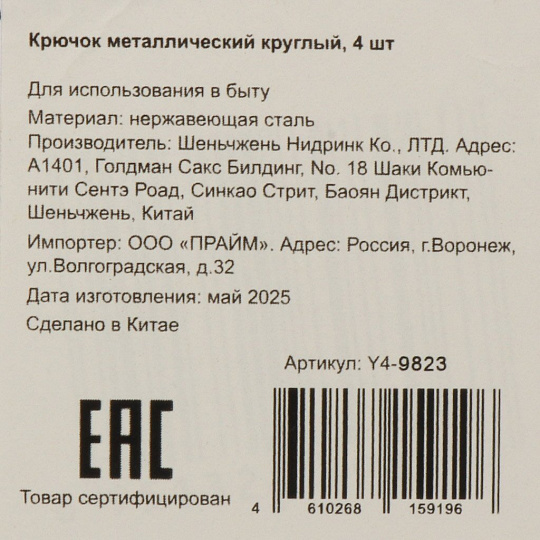 Крючок металлический круглый, 4 шт
Для использования в быту
Материал: нержавеющая сталь
Производитель: Шеньчжень Нидринк Ко., ЛТД. Адрес:
А1401, Голдман Сакс Билдинг, No. 18 Шаки Комью-
нити Сентэ Роад, Синкао Стрит, Баоян Дистрикт,
Шеньчжень, Китай
Импортер: ООО «ПРАЙМ». Адрес: Россия, г.Воронеж,
ул.Волгоградская, д.32
Дата изготовления: май 2025
Сделано в Китае
Артикул: Y4-9823
EAC
Товар сертифицирован
4 610268 159196